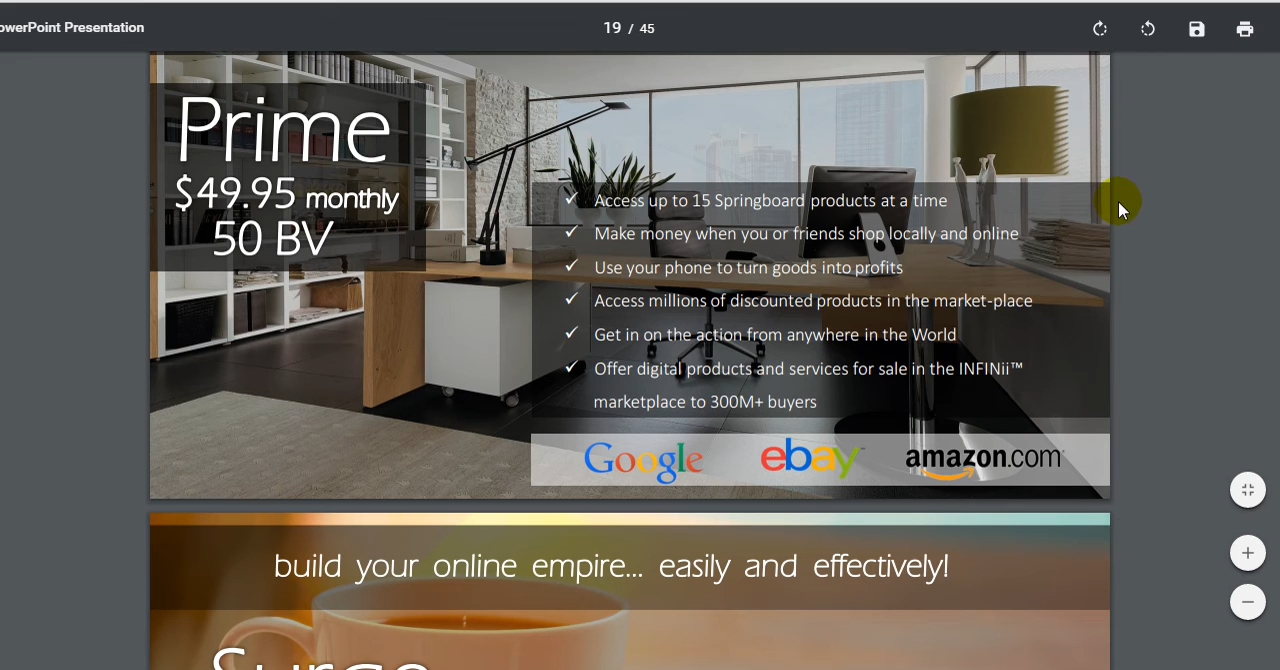 owerPoint Presentation
19 / 45
Prime
$49.95 monthly
50 BV
✓ Access up to 15 Springboard products at a time
✓ Make money when you or friends shop locally and online
✓ Use your phone to turn goods into profits
✓ Access millions of discounted products in the market-place
✓ Get in on the action from anywhere in the World
✓ Offer digital products and services for sale in the INFINii™
marketplace to 300M+ buyers
Google ebay amazon.com
build your online empire... easily and effectively!
Surge